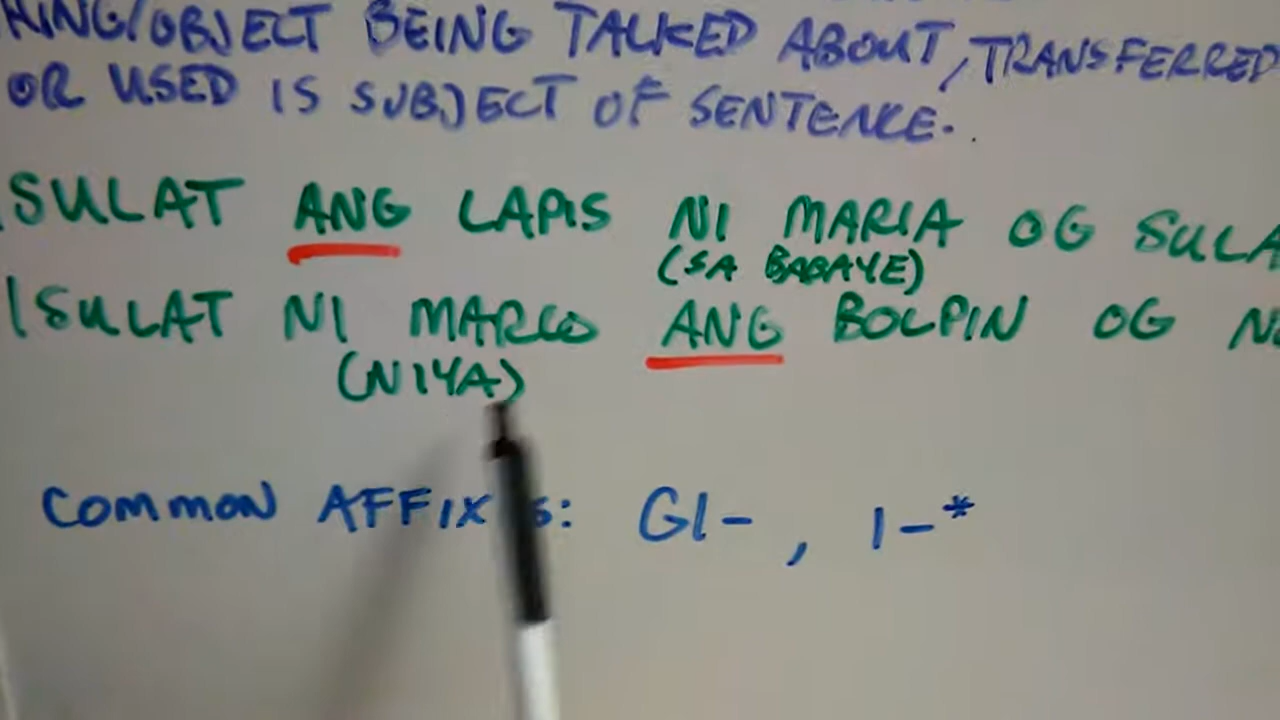 OBJECT BEING TALKED ABOUT, TRANSFERRED
OR USED IS SUBJECT OF SENTENCE.
SULAT ANG LAPIS NI MARIA OG SULA
(SA BABAYE)
ISULAT NI MARCO ANG BOLPIN OG
(NIYA)
COMMON AFFIX S: GI-, I-*